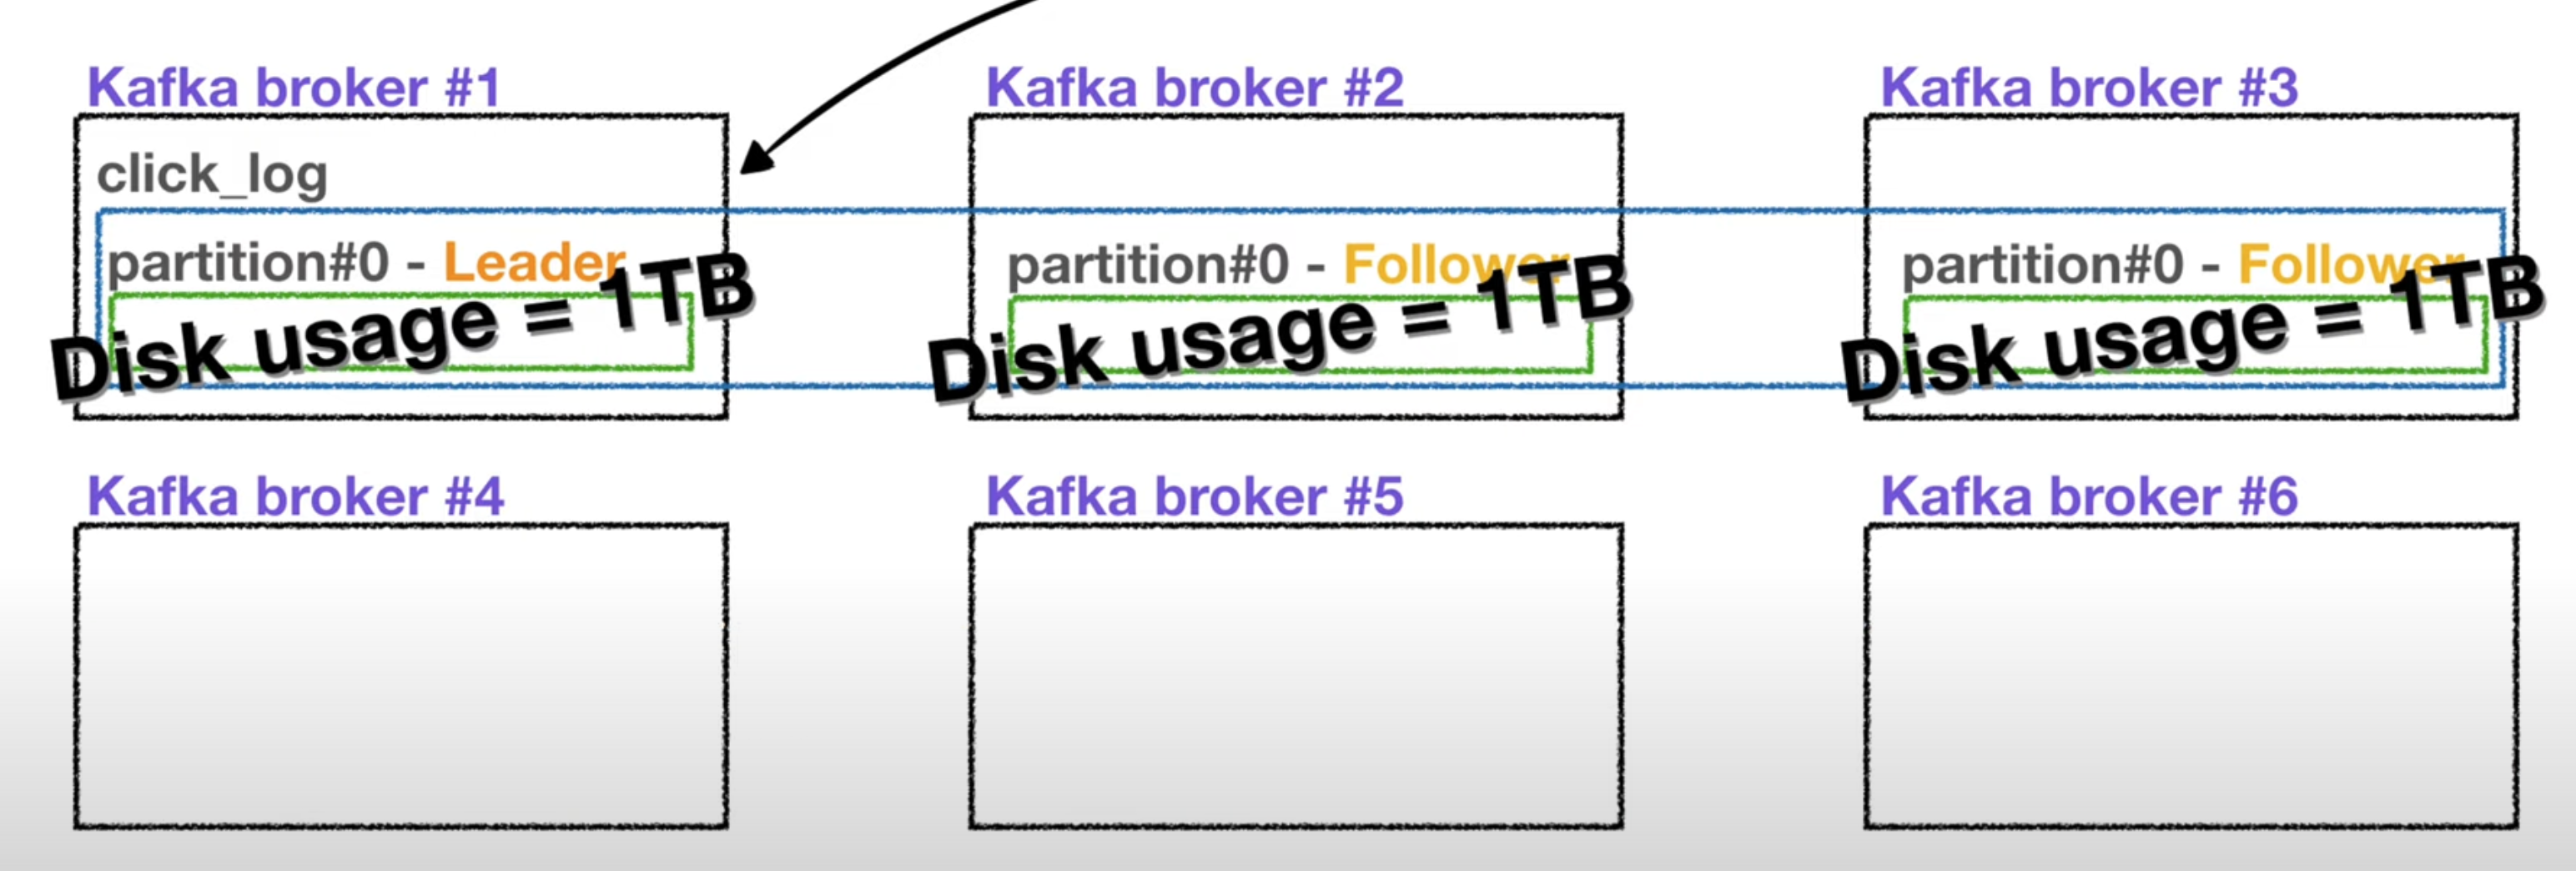 Kafka broker #1
click_log
partition#0 - Leader
Disk usage = 1TB
Kafka broker #2
partition#0 - Follower
Disk usage = 1TB
Kafka broker #3
partition#0 - Follower
Disk usage = 1TB
Kafka broker #4
Kafka broker #5
Kafka broker #6